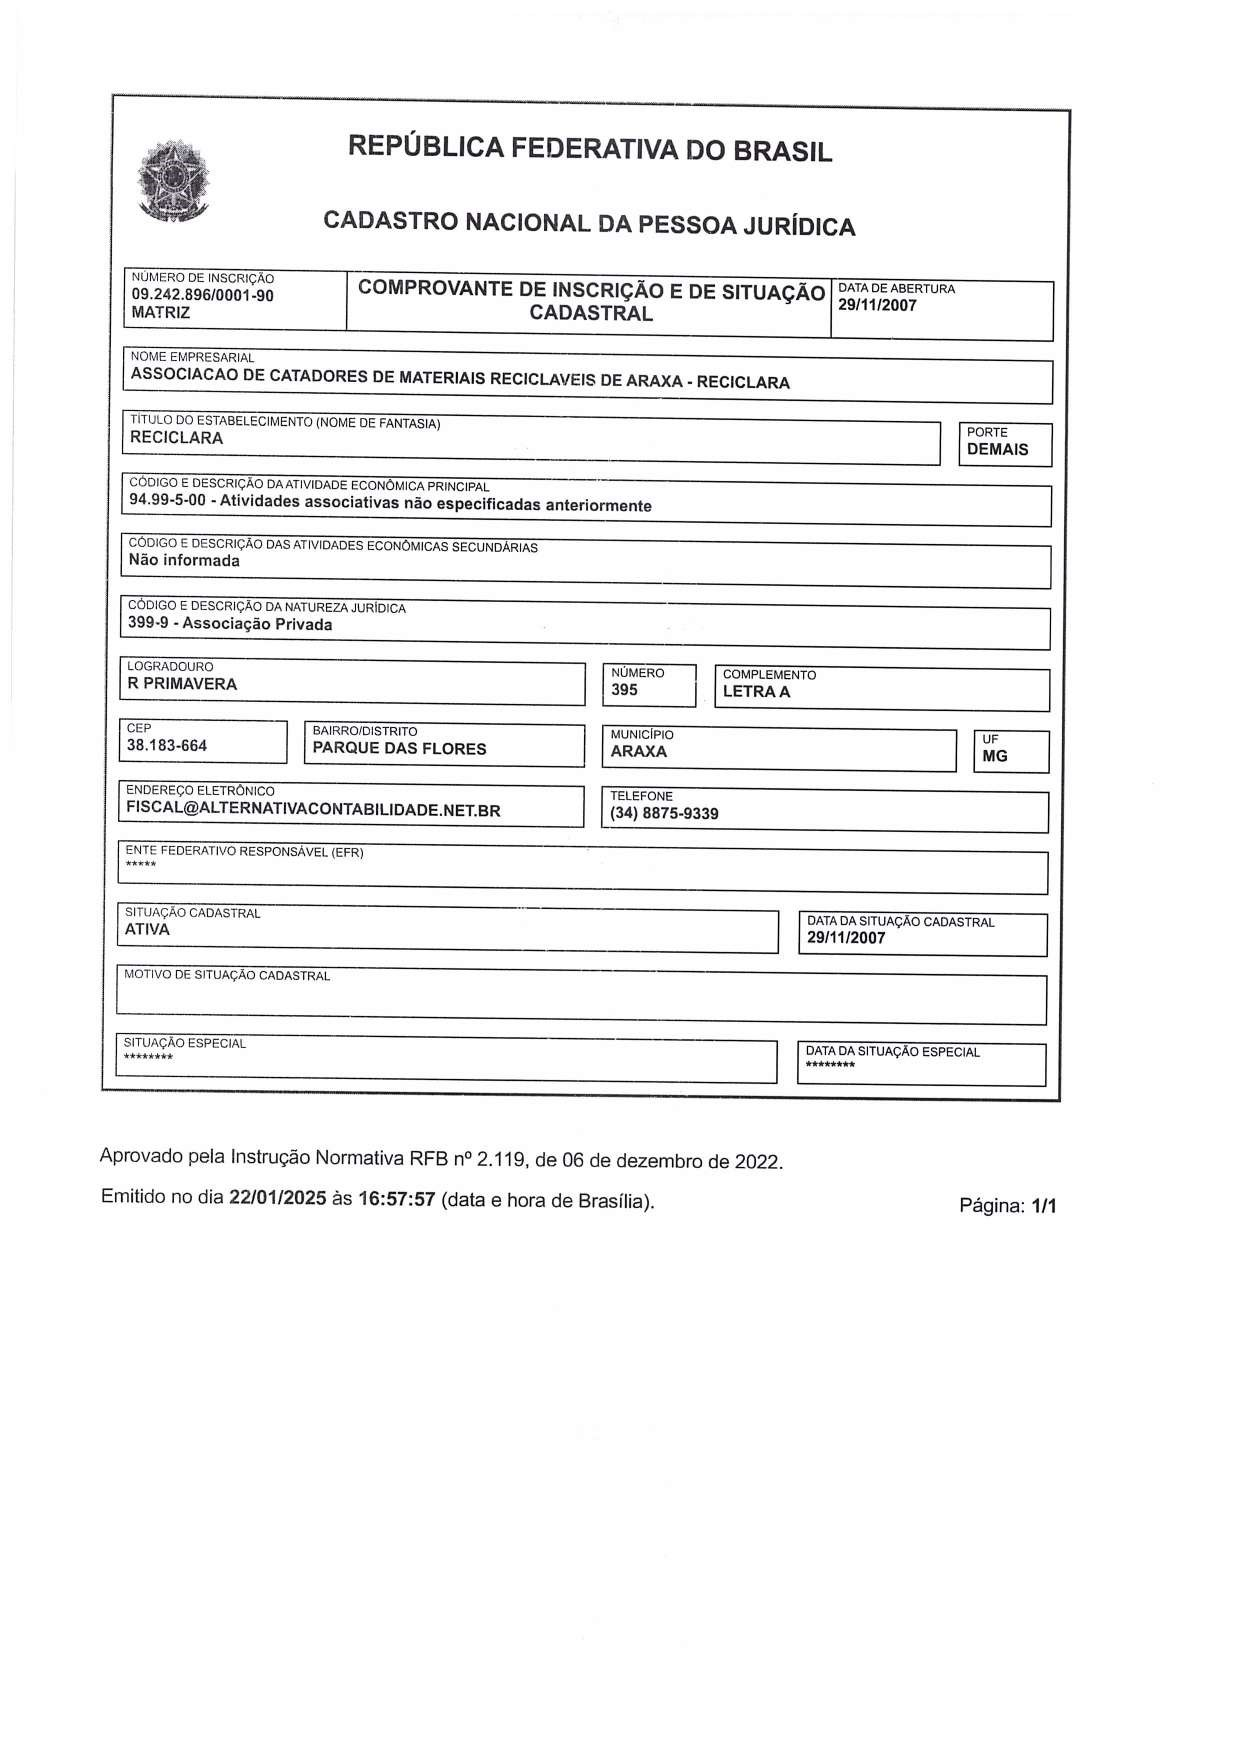 REPÚBLICA FEDERATIVA DO BRASIL
CADASTRO NACIONAL DA PESSOA JURÍDICA
NÚMERO DE INSCRIÇÃO
09.242.896/0001-90
MATRIZ
COMPROVANTE DE INSCRIÇÃO E DE SITUAÇÃO
CADASTRAL
DATA DE ABERTURA
29/11/2007
NOME EMPRESARIAL
ASSOCIACAO DE CATADORES DE MATERIAIS RECICLAVEIS DE ARAXA - RECICLARA
TÍTULO DO ESTABELECIMENTO (NOME DE FANTASIA)
RECICLARA
PORTE
DEMAIS
CÓDIGO E DESCRIÇÃO DA ATIVIDADE ECONÔMICA PRINCIPAL
94.99-5-00 - Atividades associativas não especificadas anteriormente
CÓDIGO E DESCRIÇÃO DAS ATIVIDADES ECONÔMICAS SECUNDÁRIAS
Não informada
CÓDIGO E DESCRIÇÃO DA NATUREZA JURÍDICA
399-9 - Associação Privada
LOGRADOURO
R PRIMAVERA
NÚMERO
395
COMPLEMENTO
LETRA A
CEP
38.183-664
BAIRRO/DISTRITO
PARQUE DAS FLORES
MUNICÍPIO
ARAXA
UF
MG
ENDEREÇO ELETRÔNICO
FISCAL@ALTERNATIVACONTABILIDADE.NET.BR
TELEFONE
(34) 8875-9339
ENTE FEDERATIVO RESPONSÁVEL (EFR)
*****
SITUAÇÃO CADASTRAL
ATIVA
DATA DA SITUAÇÃO CADASTRAL
29/11/2007
MOTIVO DE SITUAÇÃO CADASTRAL
SITUAÇÃO ESPECIAL
********
DATA DA SITUAÇÃO ESPECIAL
********
Aprovado pela Instrução Normativa RFB nº 2.119, de 06 de dezembro de 2022.
Emitido no dia 22/01/2025 às 16:57:57 (data e hora de Brasília).
Página: 1/1